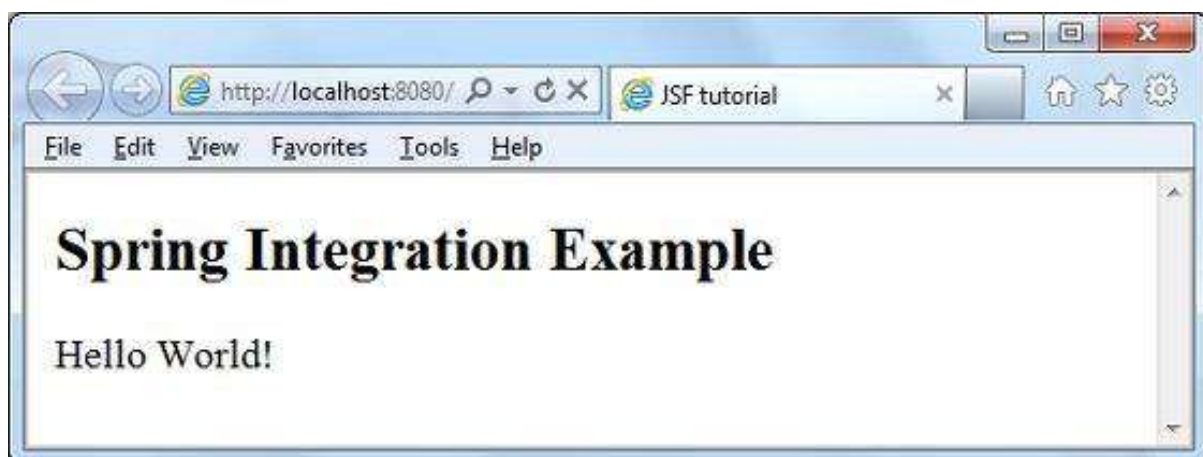 http://localhost:8080/ JSF tutorial
File Edit View Favorites Tools Help
Spring Integration Example
Hello World!